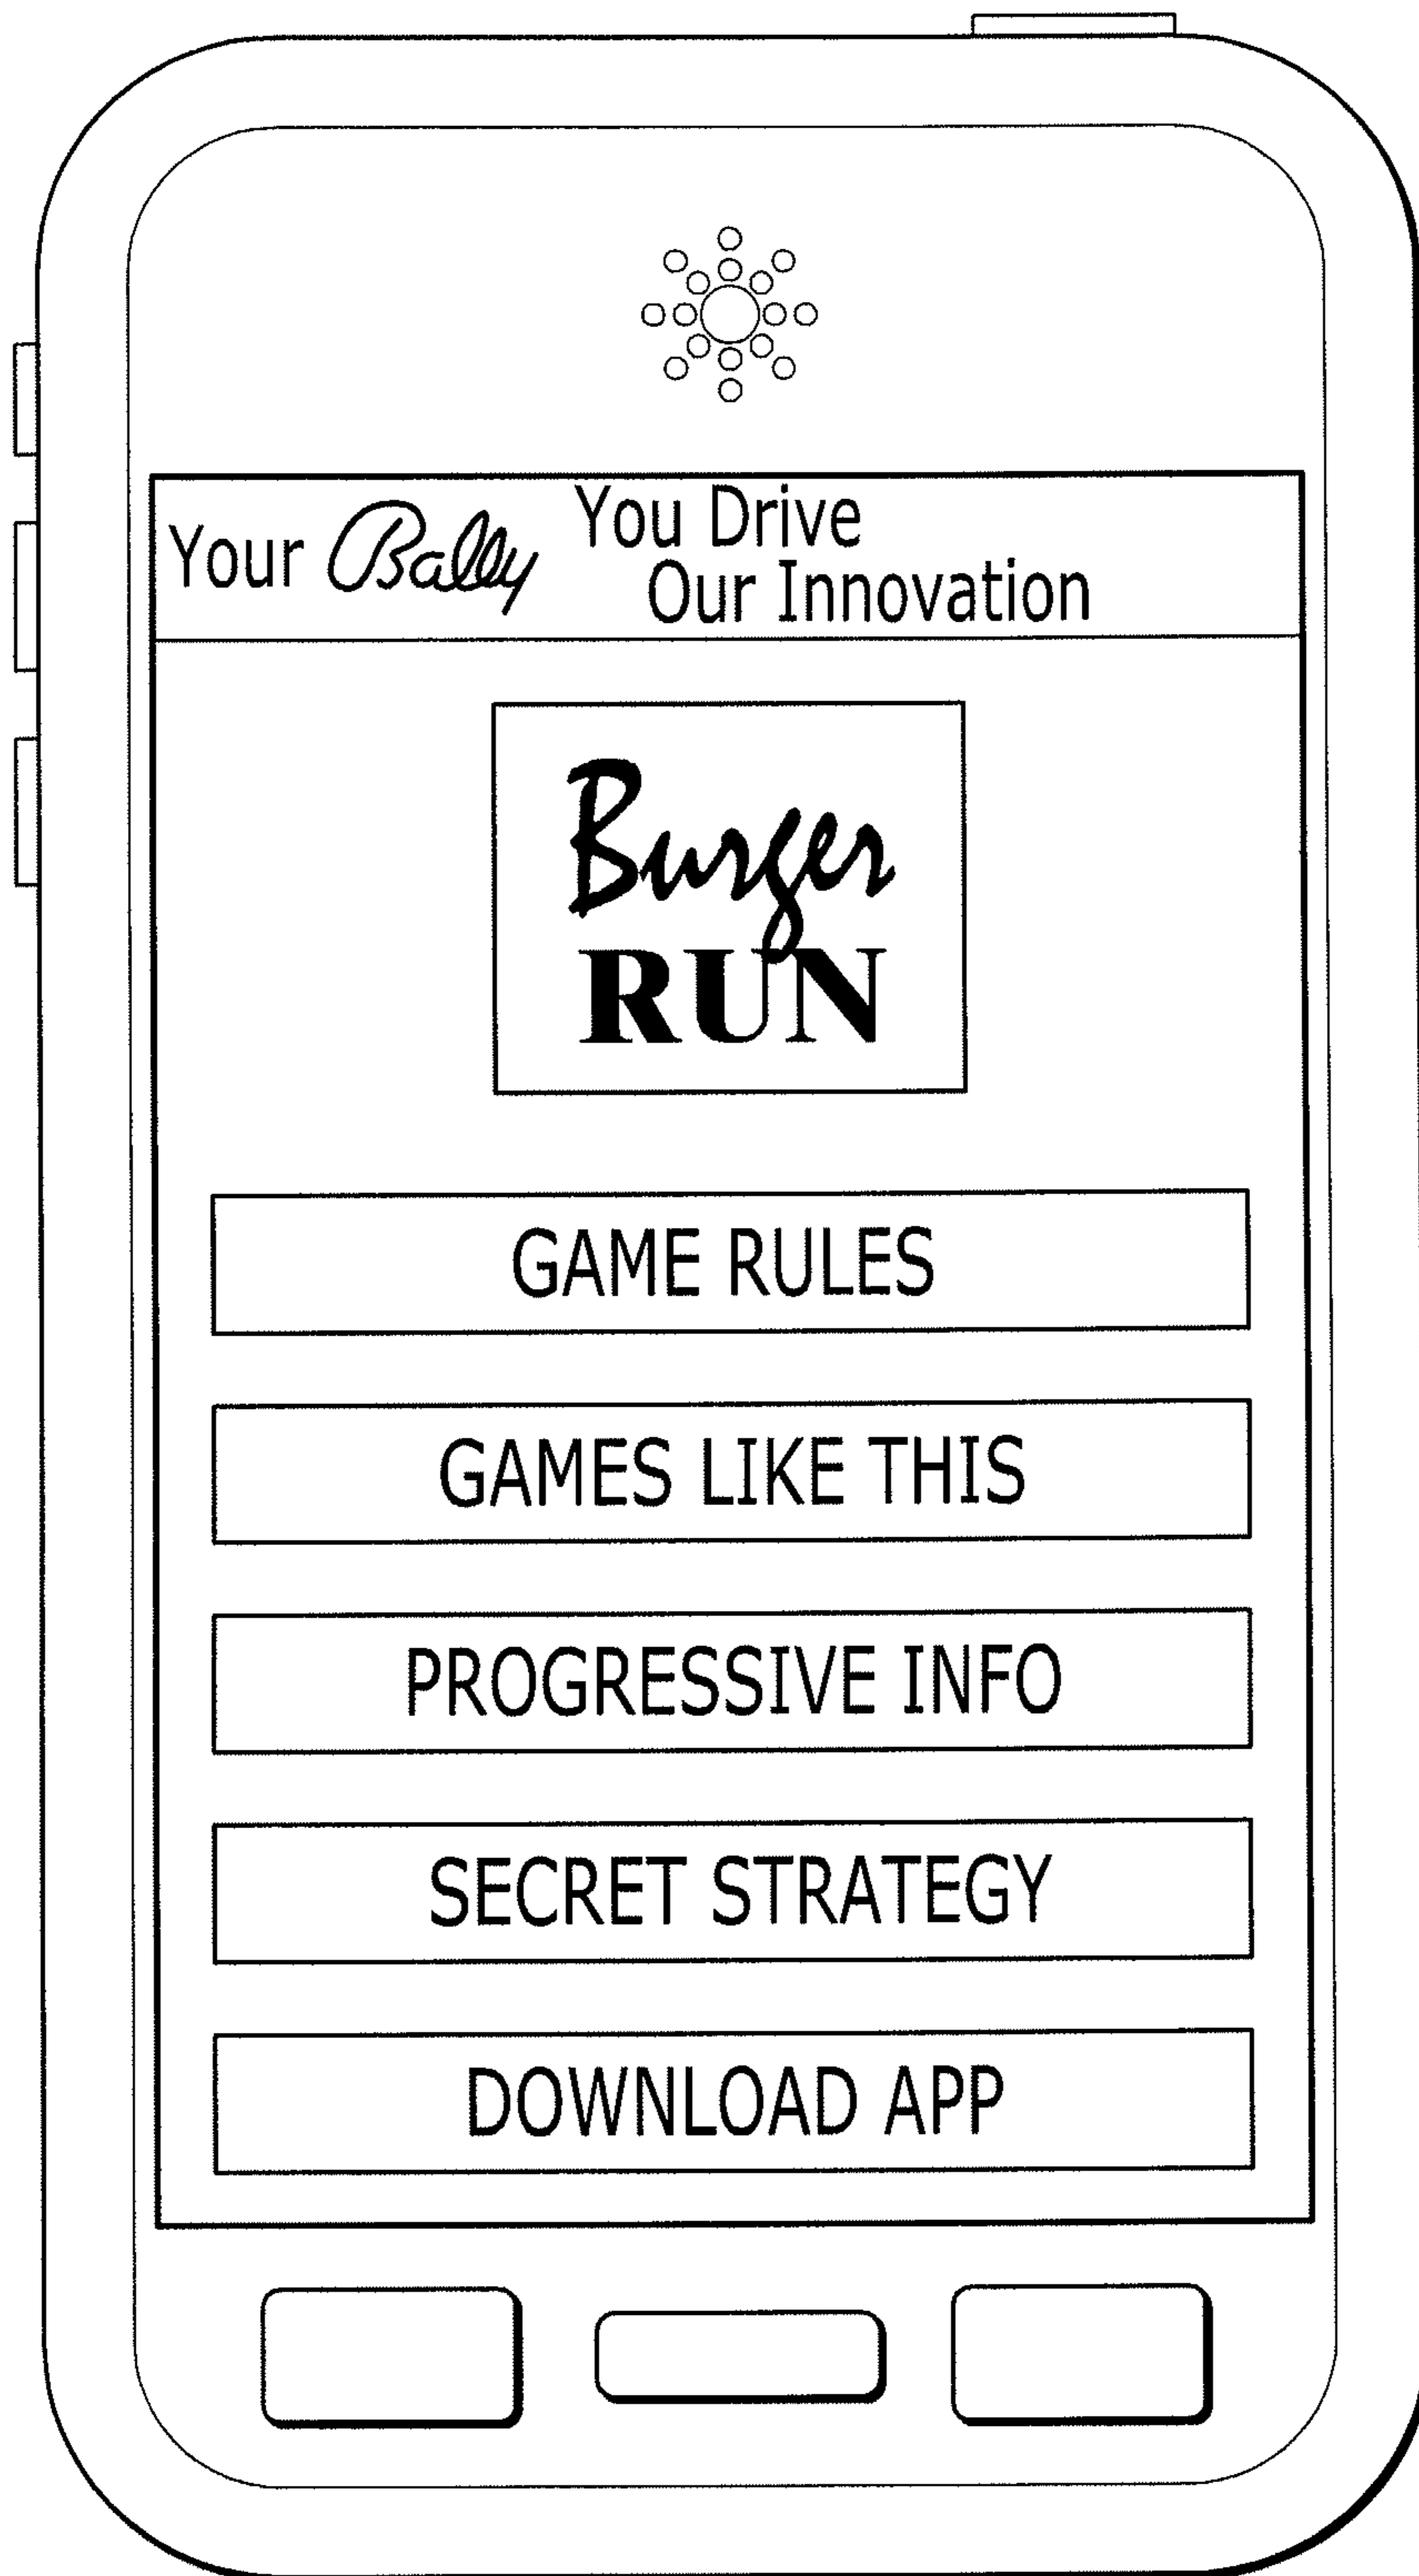 Your Bally You Drive
Our Innovation
Burger
RUN
GAME RULES
GAMES LIKE THIS
PROGRESSIVE INFO
SECRET STRATEGY
DOWNLOAD APP